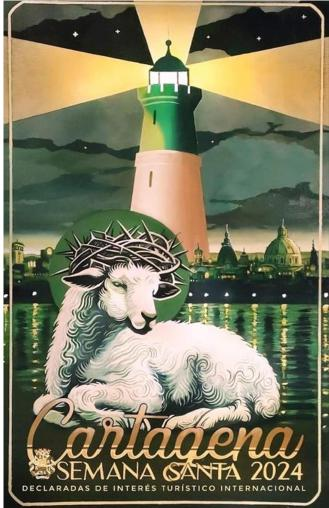 Cartagena
SEMANA SANTA 2024
DECLARADAS DE INTERÉS TURÍSTICO INTERNACIONAL